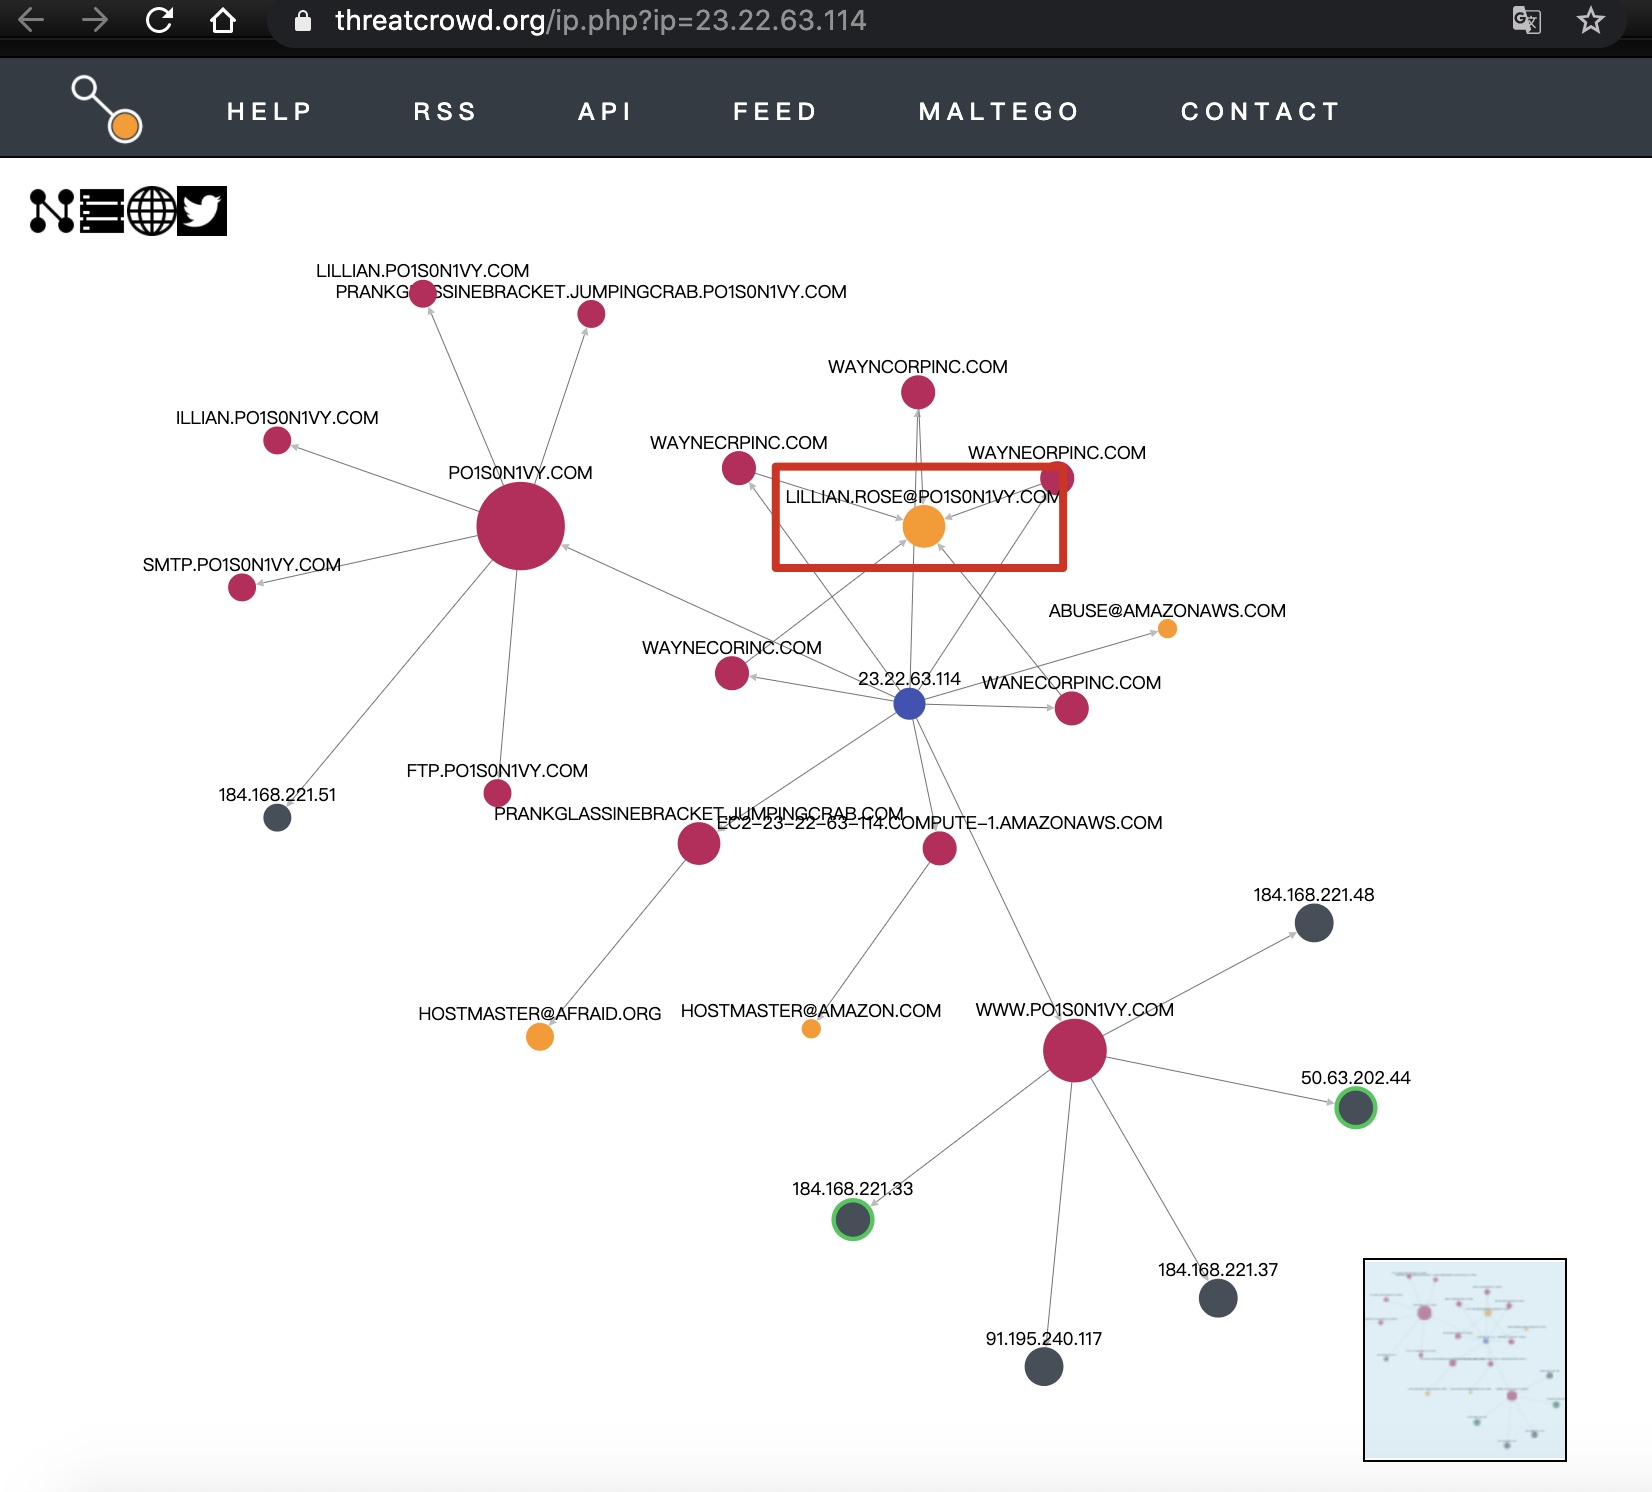 threatcrowd.org/ip.php?ip=23.22.63.114
HELP RSS API FEED MALTEGO CONTACT
LILLIAN.PO1S0N1VY.COM
PRANKGLASSINEBRACKET.JUMPINGCRAB.PO1S0N1VY.COM
WAYNCORPINC.COM
ILLIAN.PO1S0N1VY.COM
WAYNECRPINC.COM
WAYNEORPINC.COM
PO1S0N1VY.COM
LILLIAN.ROSE@PO1S0N1VY.COM
SMTP.PO1S0N1VY.COM
ABUSE@AMAZONAWS.COM
WAYNECORINC.COM
23.22.63.114
WANECORPINC.COM
FTP.PO1S0N1VY.COM
184.168.221.51
PRANKGLASSINEBRACKET.JUMPINGCRAB.COM
EC2-23-22-63-114.COMPUTE-1.AMAZONAWS.COM
184.168.221.48
HOSTMASTER@AFRAID.ORG
HOSTMASTER@AMAZON.COM
WWW.PO1S0N1VY.COM
50.63.202.44
184.168.221.33
184.168.221.37
91.195.240.117